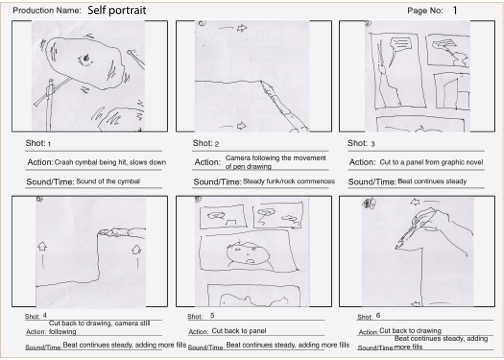 Production Name: Self portrait
Page No: 1
Shot: 1
Action: Crash cymbal being hit, slows down
Sound/Time: Sound of the cymbal
Shot: 2
Action: Camera following the movement
of pen drawing
Sound/Time: Steady funk/rock commences
Shot: 3
Action: Cut to a panel from graphic novel
Sound/Time: Beat continues steady
Shot: 4
Action: Cut back to drawing, camera still
following
Sound/Time: Beat continues steady, adding more fills
Shot: 5
Action: Cut back to panel
Sound/Time: Beat continues steady, adding more fills
Shot: 6
Action: Cut back to drawing
Sound/Time: Beat continues steady, adding
more fills